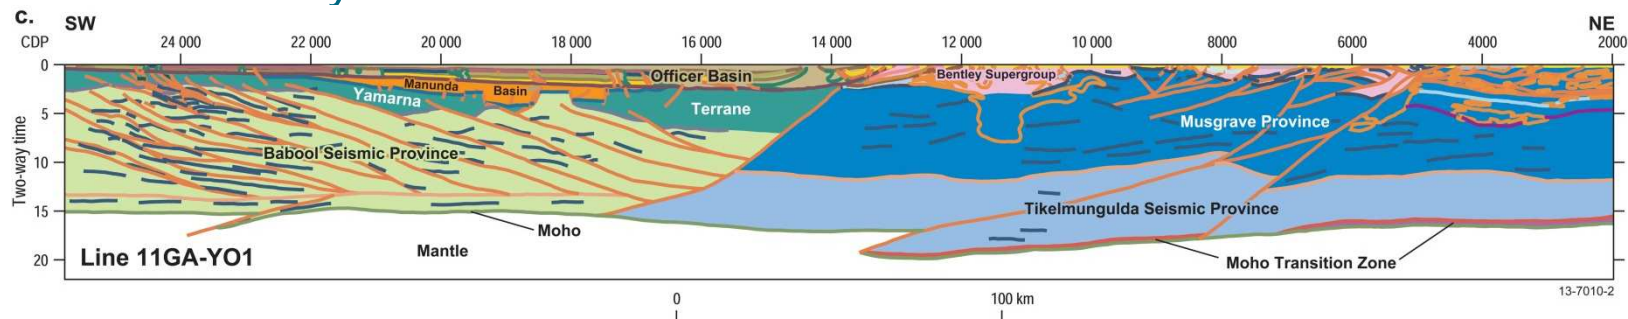 c. SW NE
CDP 24 000 22 000 20 000 18 000 16 000 14 000 12 000 10 000 8000 6000 4000 2000
0
5
10
15
20
Two-way time
Officer Basin
Bentley Supergroup
Manunda Basin
Yamarna Terrane
Musgrave Province
Babool Seismic Province
Tikelmungulda Seismic Province
Moho
Mantle
Line 11GA-YO1
Moho Transition Zone
13-7010-2
0 100 km